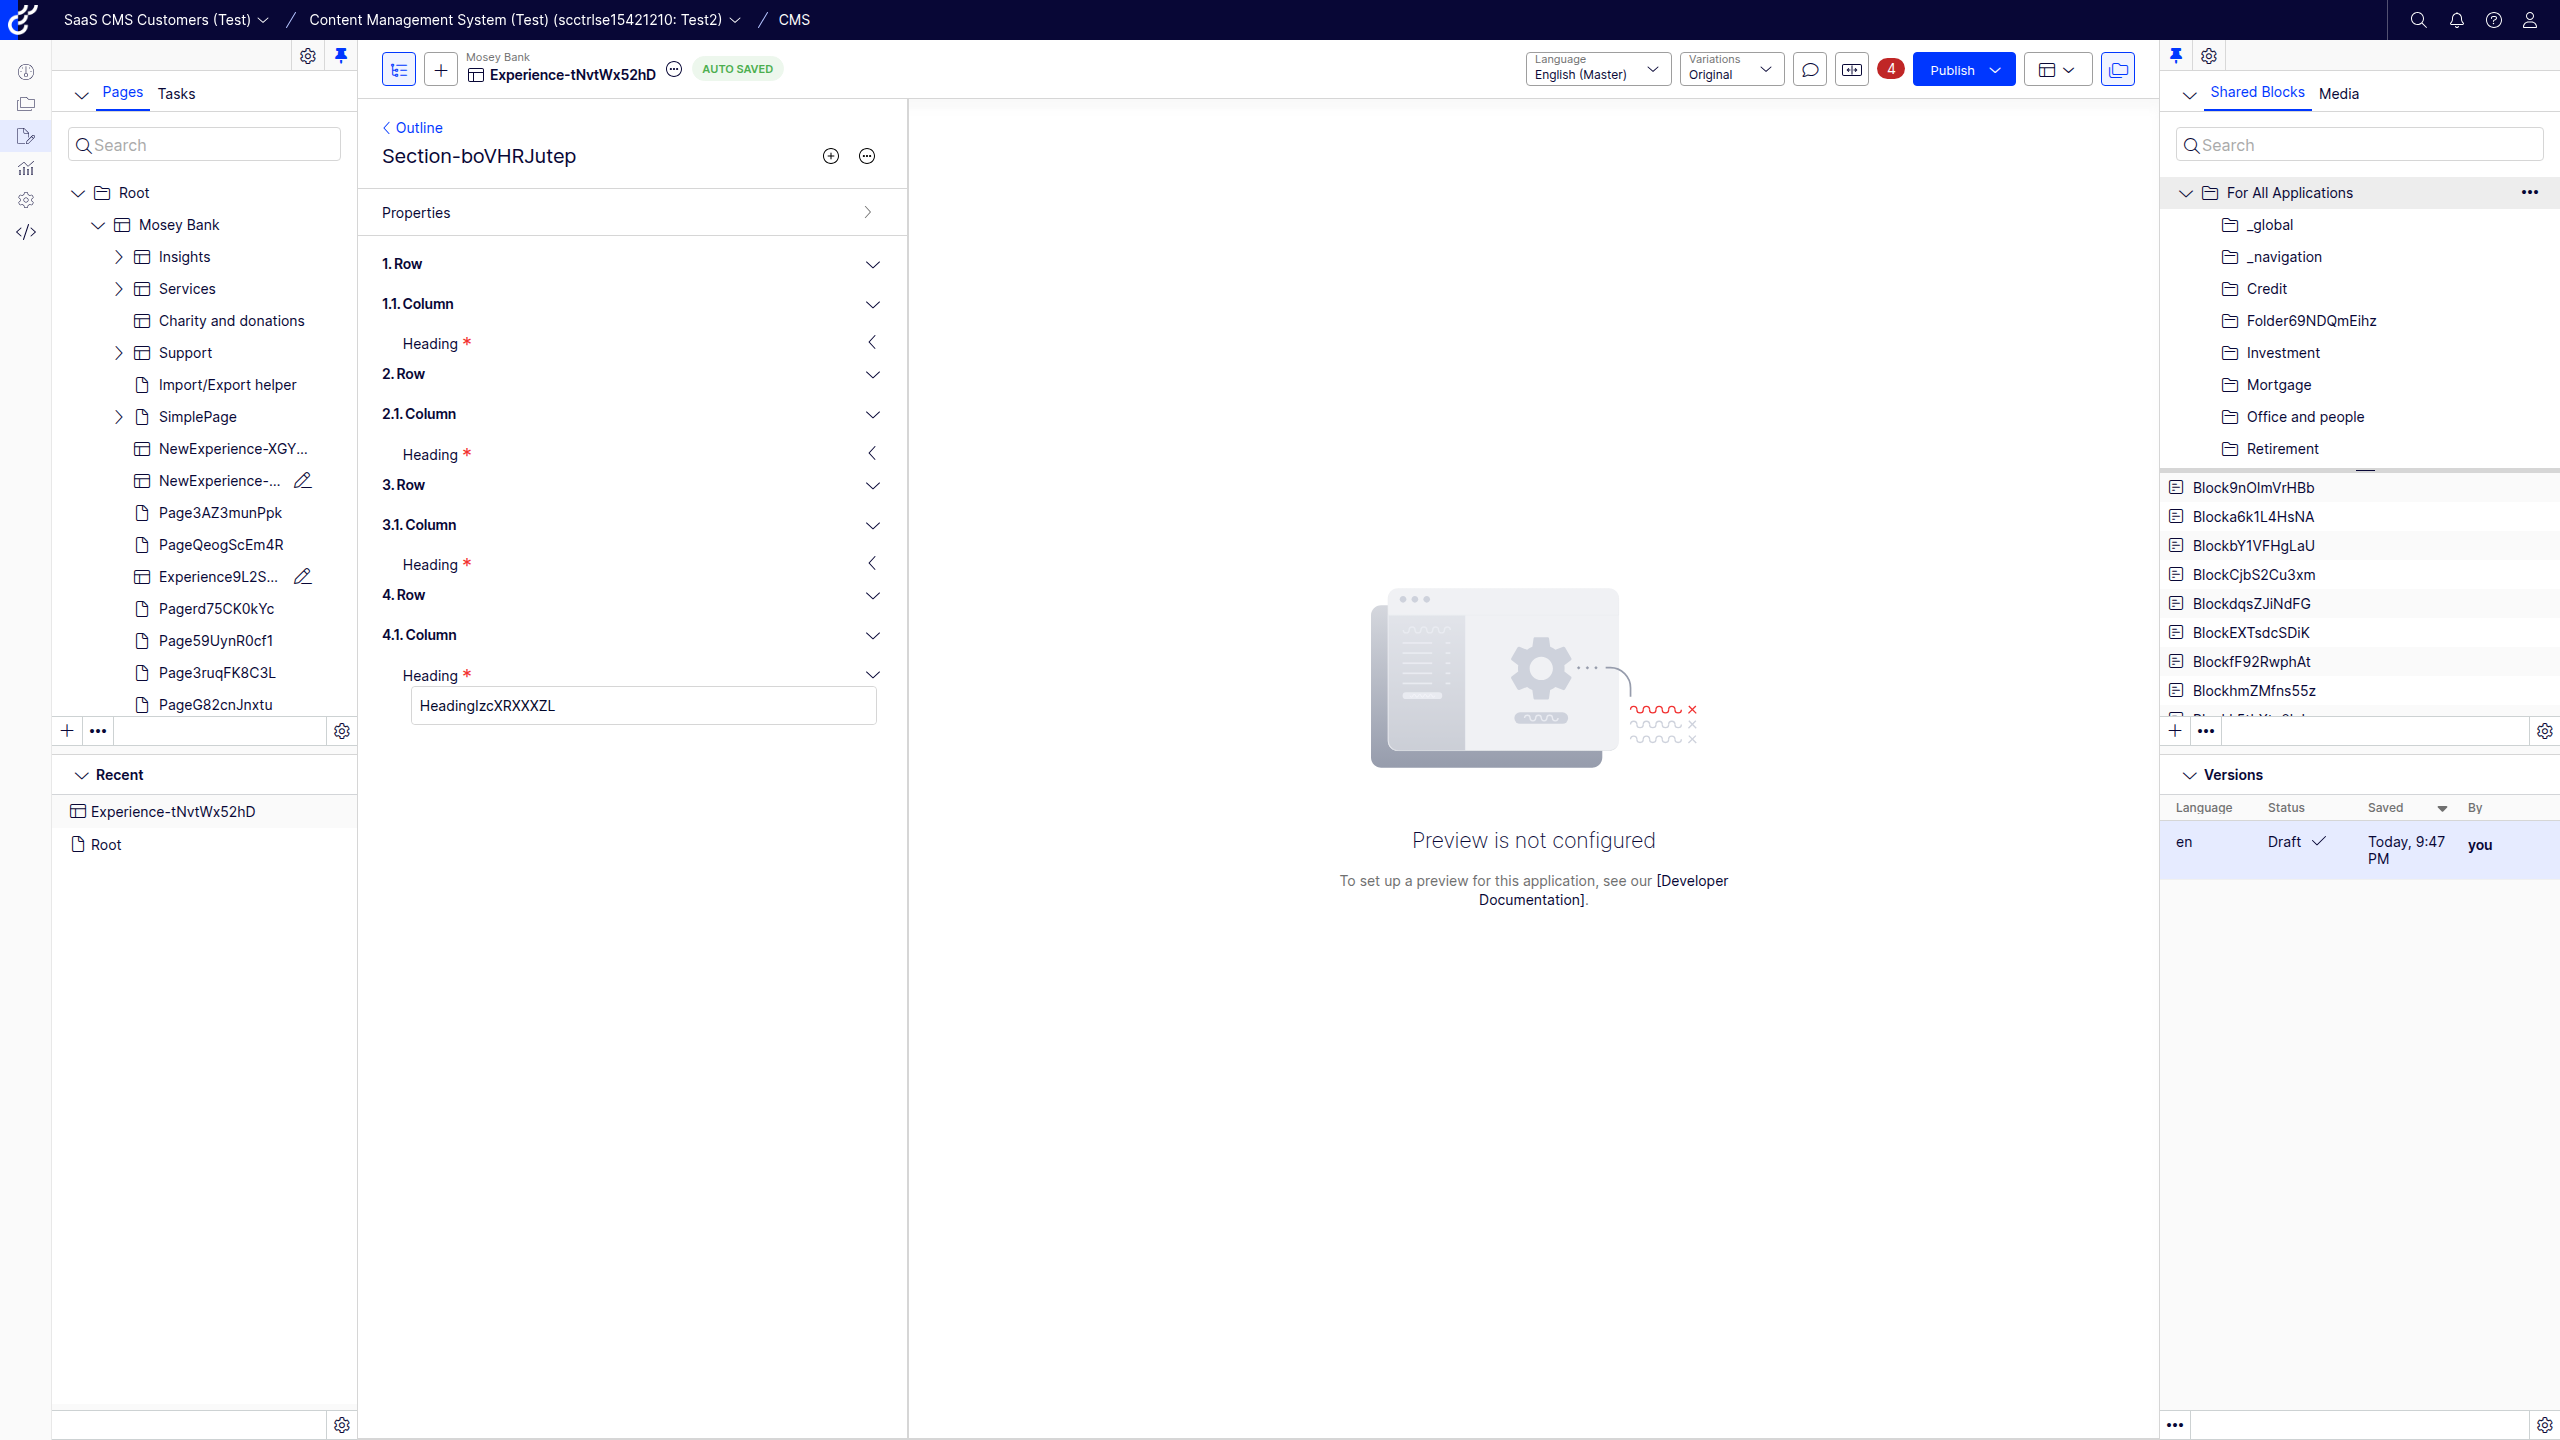 SaaS CMS Customers (Test) / Content Management System (Test) (scctrlse15421210: Test2) / CMS
Pages
Tasks
Search
Root
Mosey Bank
Insights
Services
Charity and donations
Support
Import/Export helper
SimplePage
NewExperience-XGY...
NewExperience-...
Page3AZ3munPpk
PageQeogScEm4R
Experience9L2S...
Pagerd75CK0kYc
Page59UynR0cf1
Page3ruqFK8C3L
PageG82cnJnxtu
Recent
Experience-tNvtWx52hD
Root
Mosey Bank
Experience-tNvtWx52hD
AUTO SAVED
Language
English (Master)
Variations
Original
4
Publish
Outline
Section-boVHRJutep
Properties
1. Row
1.1. Column
Heading *
2. Row
2.1. Column
Heading *
3. Row
3.1. Column
Heading *
4. Row
4.1. Column
Heading *
HeadingIzcXRXXXZL
Preview is not configured
To set up a preview for this application, see our [Developer
Documentation].
Shared Blocks
Media
Search
For All Applications
_global
_navigation
Credit
Folder69NDQmEihz
Investment
Mortgage
Office and people
Retirement
Block9nOlmVrHBb
Blocka6k1L4HsNA
BlockbY1VFHgLaU
BlockCjbS2Cu3xm
BlockdqsZJiNdFG
BlockEXTsdcSDiK
BlockfF92RwphAt
BlockhmZMfns55z
Versions
Language Status Saved By
en Draft Today, 9:47 PM you